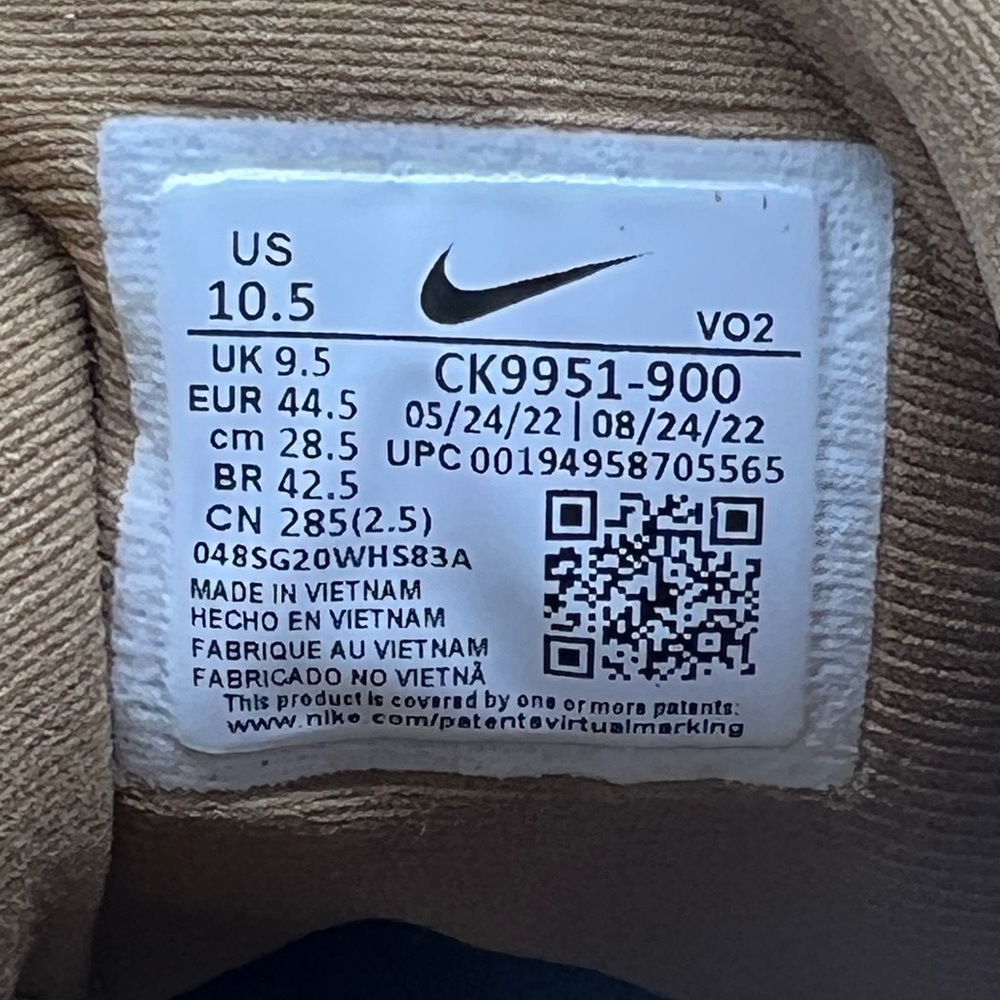 US
10.5
VO2
UK 9.5
EUR 44.5
cm 28.5
BR 42.5
CN 285(2.5)
CK9951-900
05/24/22 | 08/24/22
UPC 00194958705565
048SG20WHS83A
MADE IN VIETNAM
HECHO EN VIETNAM
FABRIQUE AU VIETNAM
FABRICADO NO VIETNÃ
This product is covered by one or more patents:
www.nike.com/patentsvirtualmarking